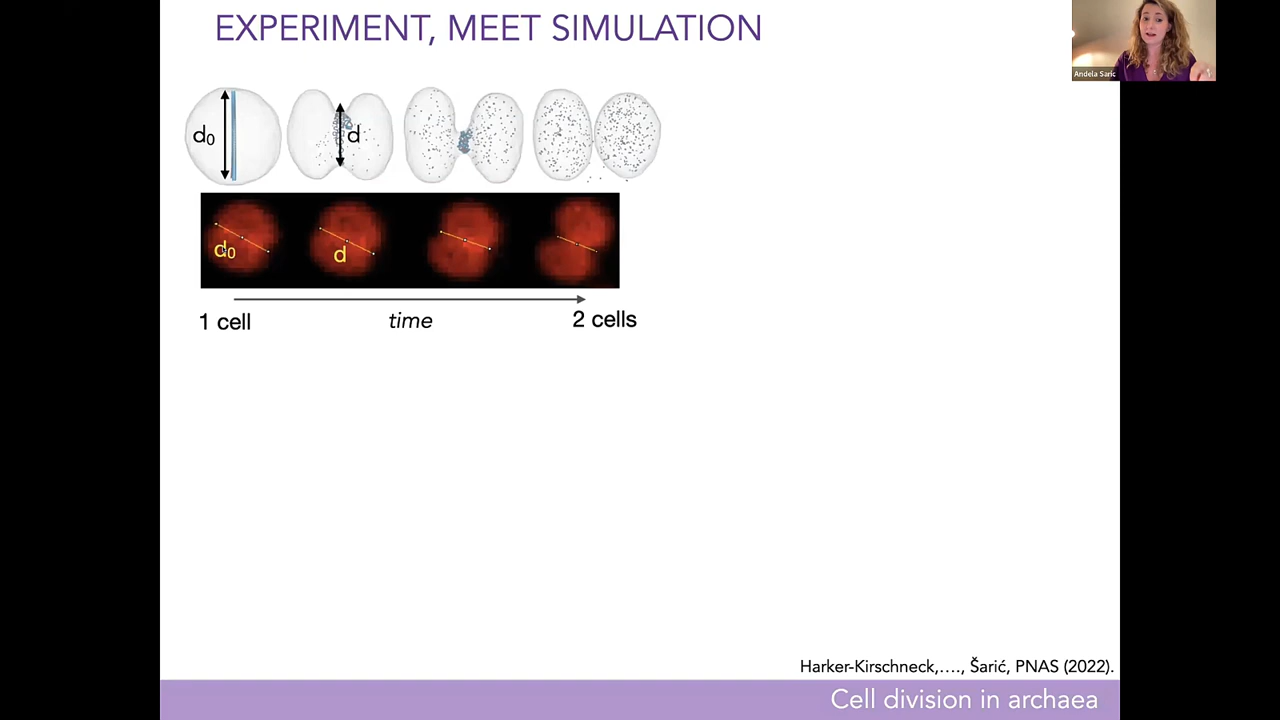 EXPERIMENT, MEET SIMULATION
Andela Saric
d0
d
d0
d
1 cell
time
2 cells
Harker-Kirschneck,…., Šarić, PNAS (2022).
Cell division in archaea